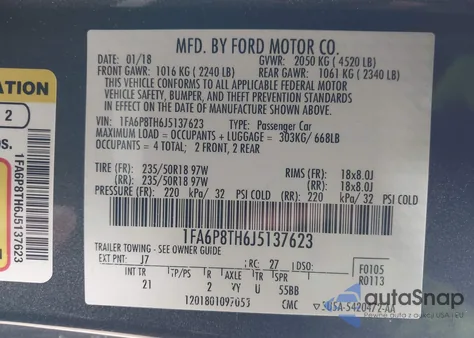 MFD. BY FORD MOTOR CO.
01/18 GVWR: 2050 KG (4520 LB)
FRONT GAWR: 1016 KG (2240 LB) REAR GAWR: 1061 KG (2340 LB)
THIS VEHICLE CONFORMS TO ALL APPLICABLE FEDERAL MOTOR
VEHICLE SAFETY, BUMPER, AND THEFT PREVENTION STANDARDS
IN EFFECT ON THE DATE OF MANUFACTURE SHOWN ABOVE.
VIN: 1FA6P8TH6J5137623 TYPE: Passenger Car
MAXIMUM LOAD = OCCUPANTS + LUGGAGE = 303KG / 668LB
OCCUPANTS = 4 TOTAL; 2 FRONT, 2 REAR
TIRE (FR): 235/50R18 97W RIMS (FR): 18x8.0J
(RR): 235/50R18 97W (RR): 18x8.0J
PRESSURE (FR): 220 kPa/ 32 PSI COLD (RR): 220 kPa/ 32 PSI COLD
1FA6P8TH6J5137623
TRAILER TOWING - SEE OWNER GUIDE
EXT PNT: J7 RC: 27 DSO: F0105
INT TR TP/PS R AXLE TR SPR R0113
21 2 VY U 55BB
1201801097053 CMC
ATION
2
OS.
1FA6P8TH6J5137623
autoSnap